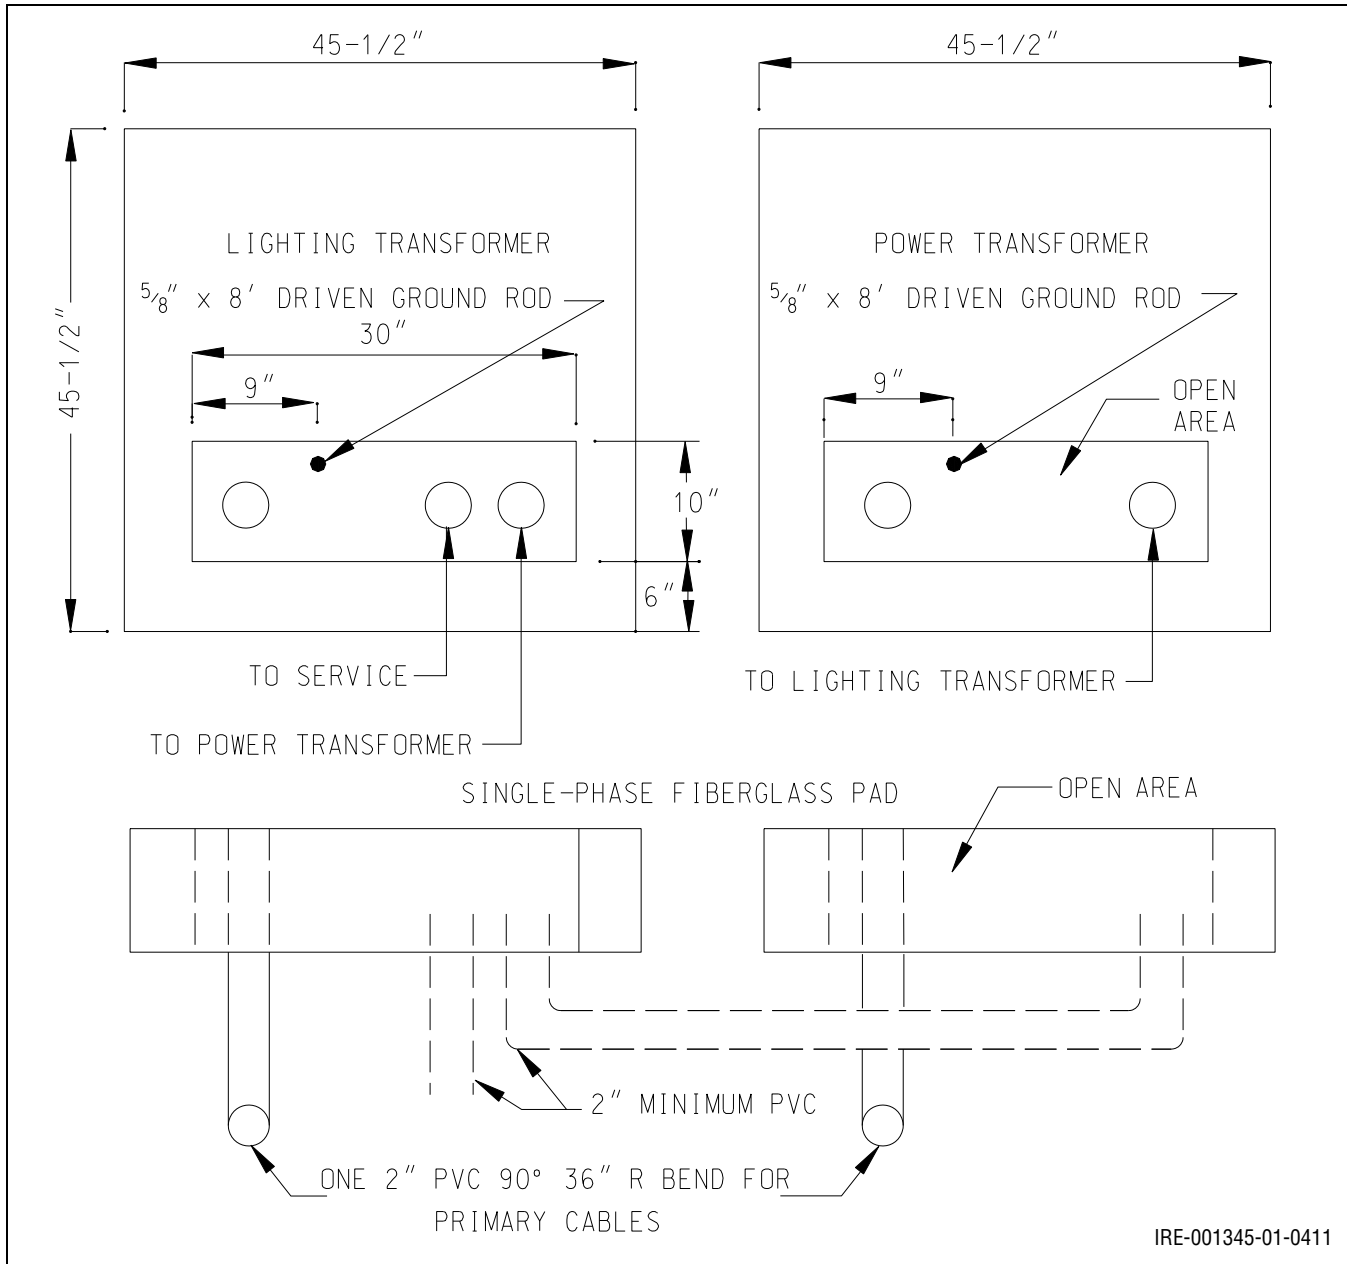 45-1/2″ 45-1/2″
LIGHTING TRANSFORMER POWER TRANSFORMER
5/8″ x 8′ DRIVEN GROUND ROD 5/8″ x 8′ DRIVEN GROUND ROD
30″
45-1/2″
9″ 9″ OPEN
AREA
10″
6″
TO SERVICE TO LIGHTING TRANSFORMER
TO POWER TRANSFORMER
SINGLE-PHASE FIBERGLASS PAD OPEN AREA
2″ MINIMUM PVC
ONE 2″ PVC 90° 36″ R BEND FOR
PRIMARY CABLES
IRE-001345-01-0411